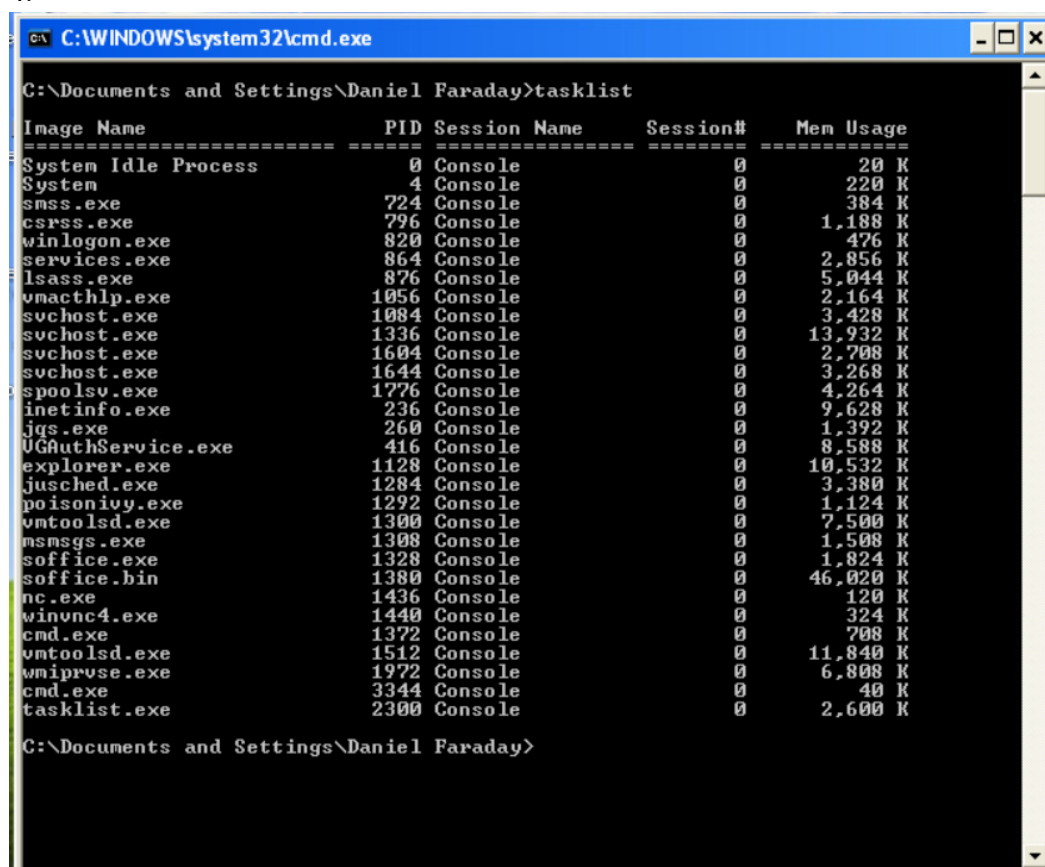 C:\WINDOWS\system32\cmd.exe
C:\Documents and Settings\Daniel Faraday>tasklist
Image Name                   PID Session Name     Session#    Mem Usage
========================= ====== ================ ======== ============
System Idle Process            0 Console                 0         20 K
System                         4 Console                 0        220 K
smss.exe                     724 Console                 0        384 K
csrss.exe                    796 Console                 0      1,188 K
winlogon.exe                 820 Console                 0        476 K
services.exe                 864 Console                 0      2,856 K
lsass.exe                    876 Console                 0      5,044 K
vmacthlp.exe                1056 Console                 0      2,164 K
svchost.exe                 1084 Console                 0      3,428 K
svchost.exe                 1336 Console                 0     13,932 K
svchost.exe                 1604 Console                 0      2,708 K
svchost.exe                 1644 Console                 0      3,268 K
spoolsv.exe                 1776 Console                 0      4,264 K
inetinfo.exe                 236 Console                 0      9,628 K
jqs.exe                      260 Console                 0      1,392 K
VGAuthService.exe            416 Console                 0      8,588 K
explorer.exe                1128 Console                 0     10,532 K
jusched.exe                 1284 Console                 0      3,380 K
poisonivy.exe               1292 Console                 0      1,124 K
vmtoolsd.exe                1300 Console                 0      7,500 K
msmsgs.exe                  1308 Console                 0      1,508 K
soffice.exe                 1328 Console                 0      1,824 K
soffice.bin                 1380 Console                 0     46,020 K
nc.exe                      1436 Console                 0        120 K
winvnc4.exe                 1440 Console                 0        324 K
cmd.exe                     1372 Console                 0        708 K
vmtoolsd.exe                1512 Console                 0     11,840 K
wmiprvse.exe                1972 Console                 0      6,808 K
cmd.exe                     3344 Console                 0         40 K
tasklist.exe                2300 Console                 0      2,600 K
C:\Documents and Settings\Daniel Faraday>